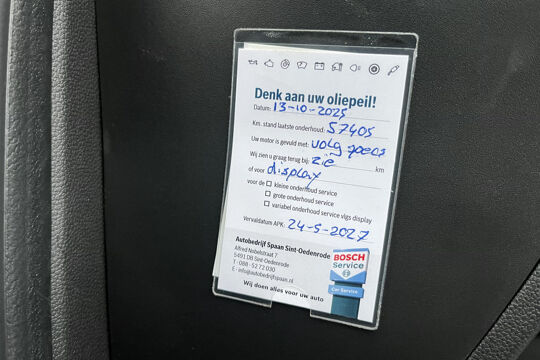 Denk aan uw oliepeil!
Datum: 13-10-2025
Km. stand laatste onderhoud: 57405
Uw motor is gevuld met: volg specs
Wij zien u graag terug bij: zie km
of voor display
voor de kleine onderhoud service
grote onderhoud service
variabel onderhoud service vlgs display
Vervaldatum APK: 24-5-2027
Autobedrijf Spaan Sint-Oedenrode
Alfred Nobelstraat 7
5491 DB Sint-Oedenrode
T - 088 - 52 72 030
E - info@autobedrijfspaan.nl
Wij doen alles voor uw auto
BOSCH
Service
Car Service